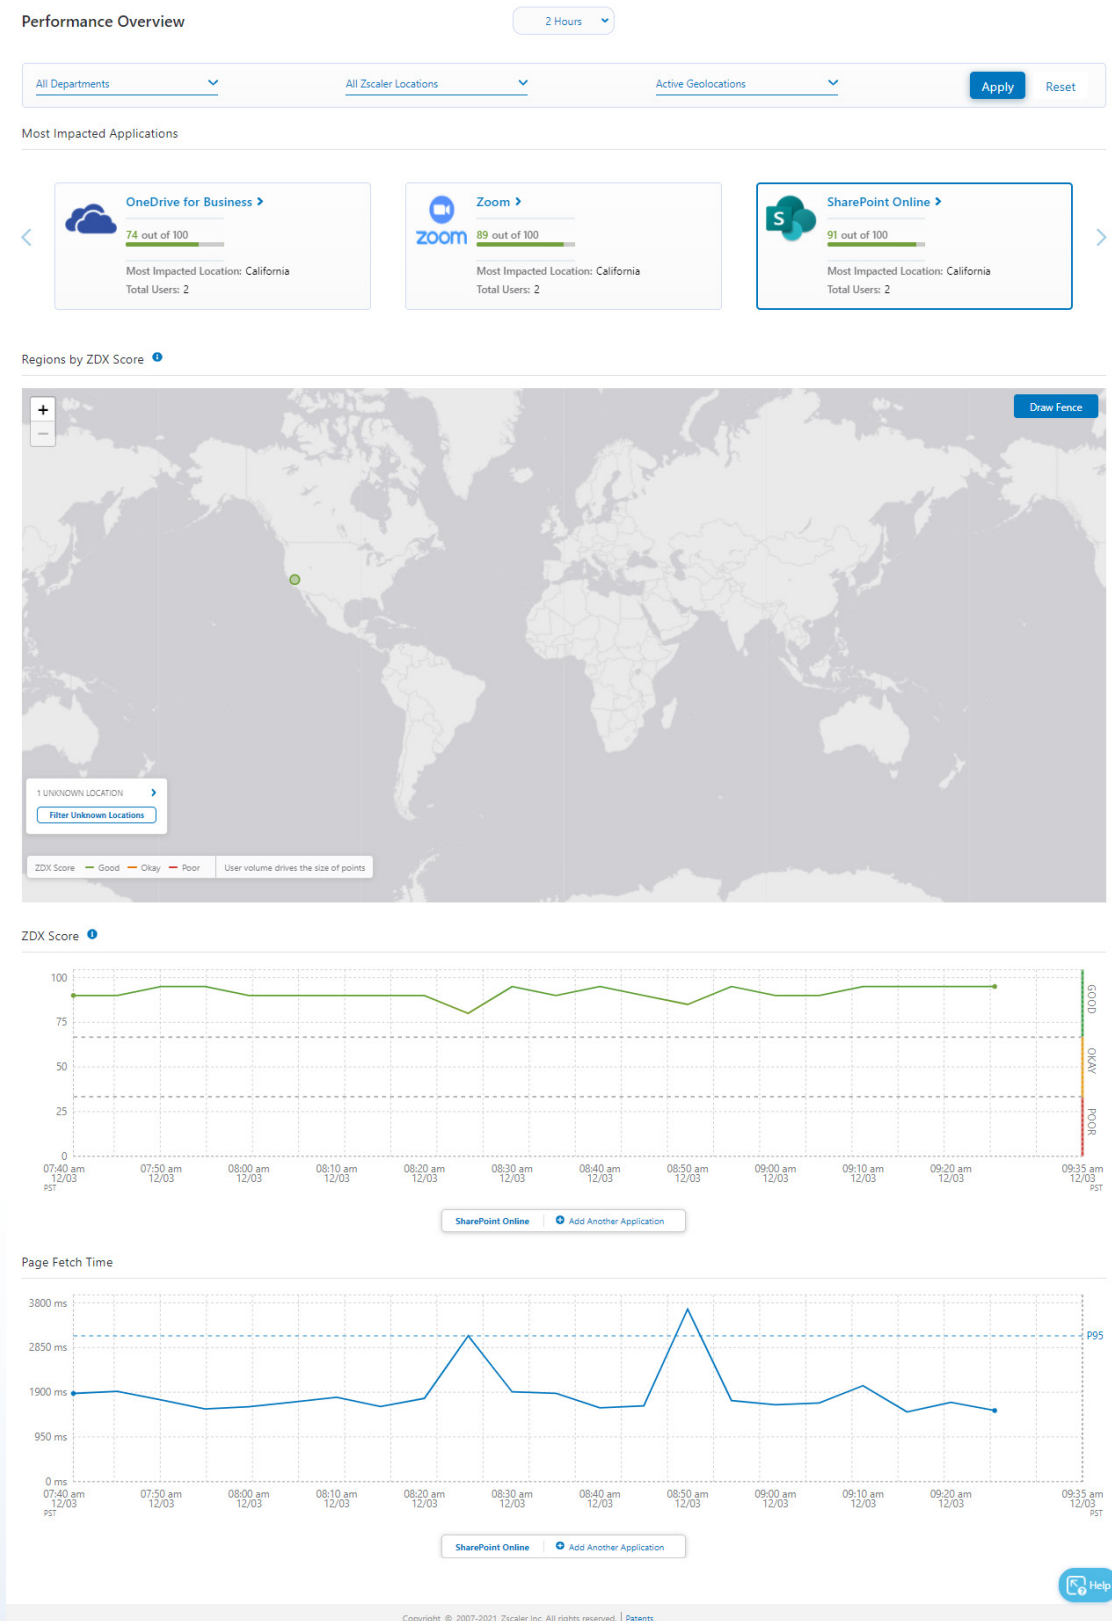 Performance Overview
2 Hours
All Departments
All Zscaler Locations
Active Geolocations
Apply
Reset
Most Impacted Applications
OneDrive for Business
74 out of 100
Most Impacted Location: California
Total Users: 2
zoom
Zoom
89 out of 100
Most Impacted Location: California
Total Users: 2
S
SharePoint Online
91 out of 100
Most Impacted Location: California
Total Users: 2
Regions by ZDX Score
+
−
Draw Fence
1 UNKNOWN LOCATION
Filter Unknown Locations
ZDX Score Good Okay Poor User volume drives the size of points
ZDX Score
100
75
50
25
0
GOOD
OKAY
POOR
07:40 am 07:50 am 08:00 am 08:10 am 08:20 am 08:30 am 08:40 am 08:50 am 09:00 am 09:10 am 09:20 am 09:35 am
12/03 12/03 12/03 12/03 12/03 12/03 12/03 12/03 12/03 12/03 12/03 12/03
PST PST
SharePoint Online Add Another Application
Page Fetch Time
3800 ms
P95
2850 ms
1900 ms
950 ms
0 ms
07:40 am 07:50 am 08:00 am 08:10 am 08:20 am 08:30 am 08:40 am 08:50 am 09:00 am 09:10 am 09:20 am 09:35 am
12/03 12/03 12/03 12/03 12/03 12/03 12/03 12/03 12/03 12/03 12/03 12/03
PST PST
SharePoint Online Add Another Application
Help
Copyright © 2007-2021 Zscaler Inc. All rights reserved. | Patents